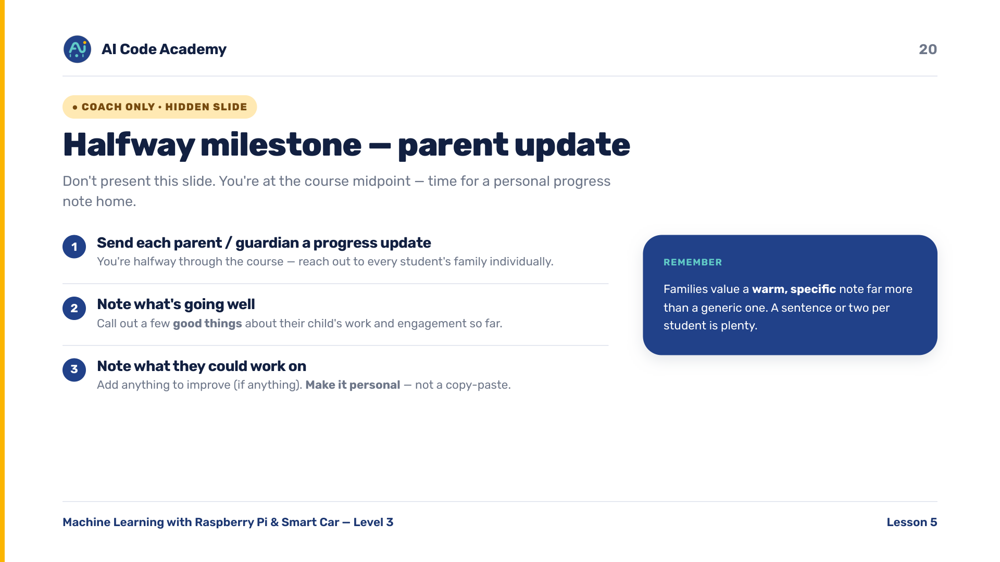 AI Code Academy
20
• COACH ONLY • HIDDEN SLIDE
Halfway milestone — parent update
Don't present this slide. You're at the course midpoint — time for a personal progress
note home.
1
Send each parent / guardian a progress update
You're halfway through the course — reach out to every student's family individually.
2
Note what's going well
Call out a few good things about their child's work and engagement so far.
3
Note what they could work on
Add anything to improve (if anything). Make it personal — not a copy-paste.
REMEMBER
Families value a warm, specific note far more
than a generic one. A sentence or two per
student is plenty.
Machine Learning with Raspberry Pi & Smart Car — Level 3
Lesson 5